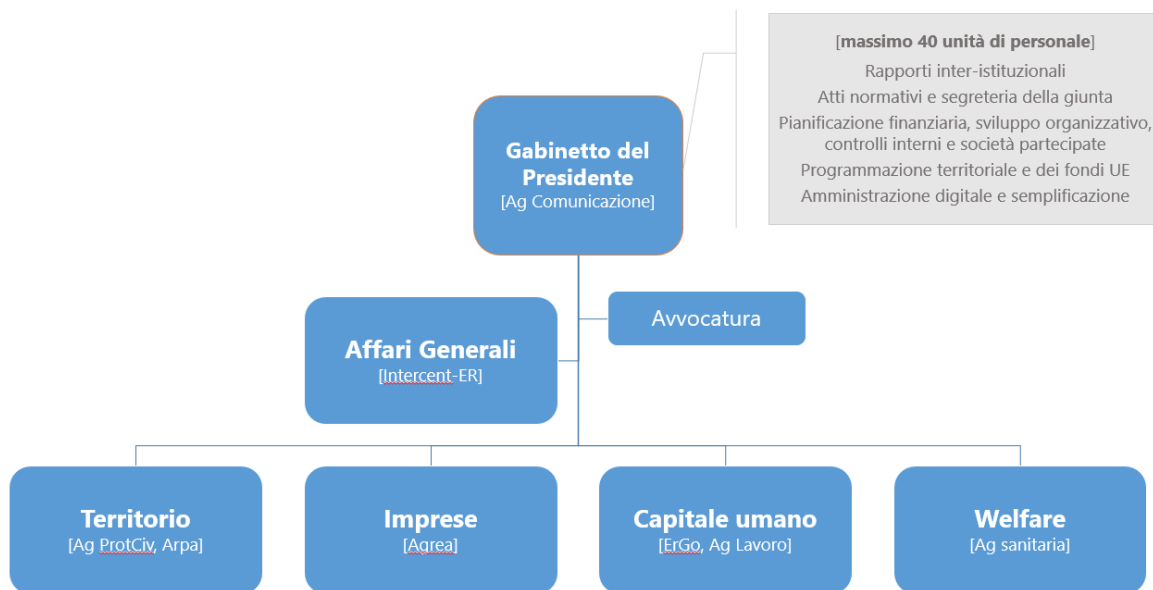 [massimo 40 unità di personale]
Rapporti inter-istituzionali
Atti normativi e segreteria della giunta
Pianificazione finanziaria, sviluppo organizzativo,
controlli interni e società partecipate
Programmazione territoriale e dei fondi UE
Amministrazione digitale e semplificazione
Gabinetto del
Presidente
[Ag Comunicazione]
Avvocatura
Affari Generali
[Intercent-ER]
Territorio
[Ag ProtCiv, Arpa]
Imprese
[Agrea]
Capitale umano
[ErGo, Ag Lavoro]
Welfare
[Ag sanitaria]